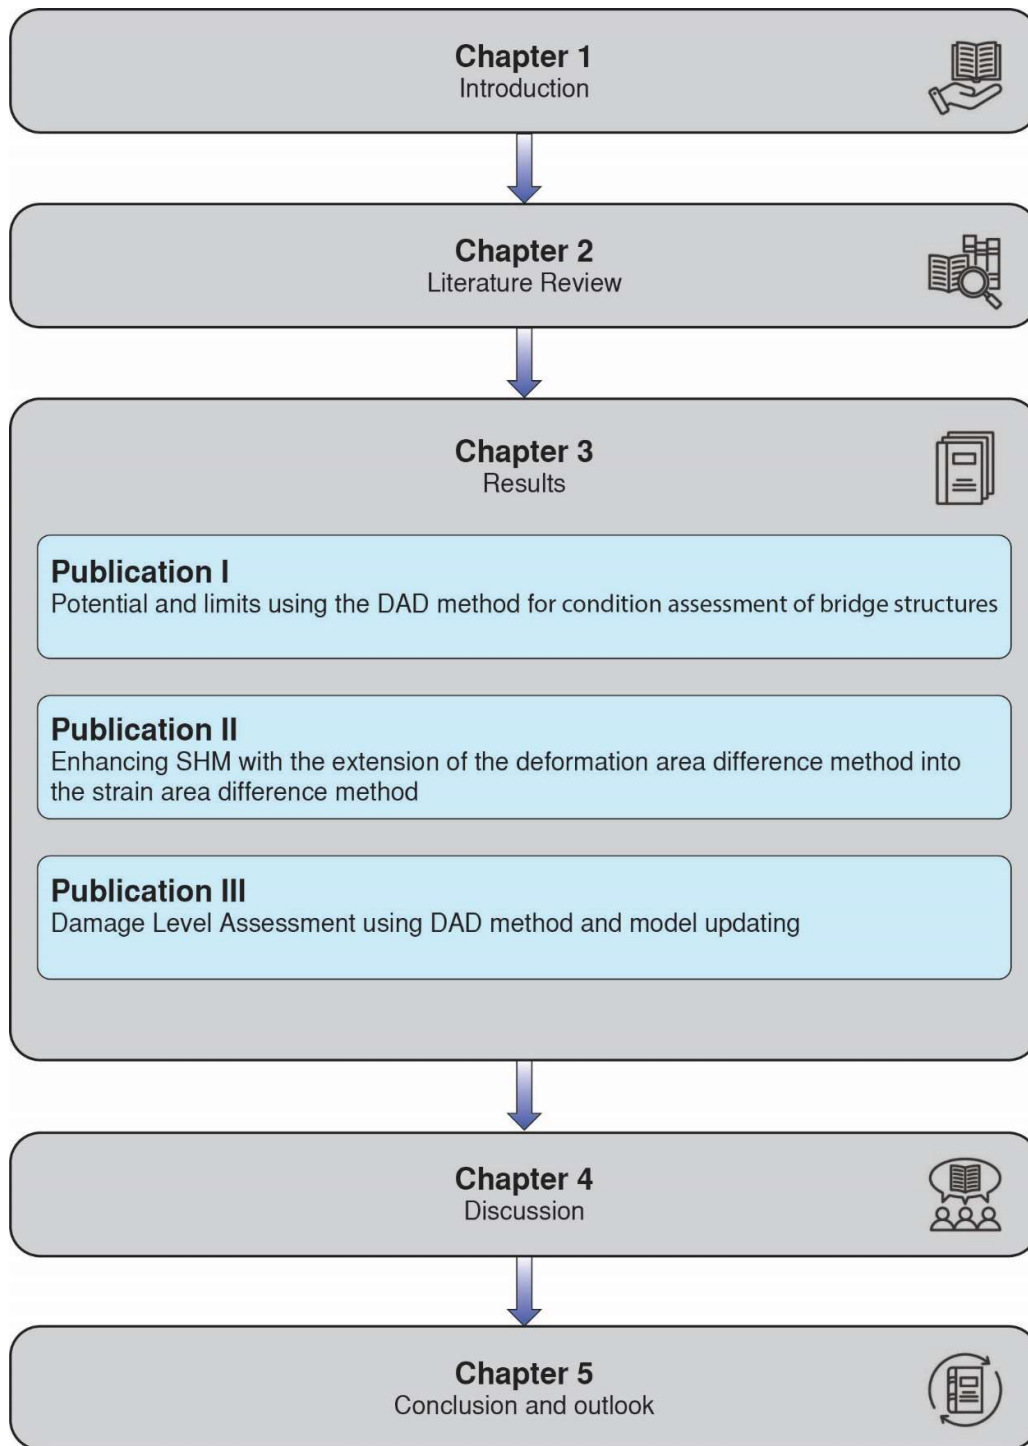 Chapter 1
Introduction
Chapter 2
Literature Review
Chapter 3
Results
Publication I
Potential and limits using the DAD method for condition assessment of bridge structures
Publication II
Enhancing SHM with the extension of the deformation area difference method into
the strain area difference method
Publication III
Damage Level Assessment using DAD method and model updating
Chapter 4
Discussion
Chapter 5
Conclusion and outlook